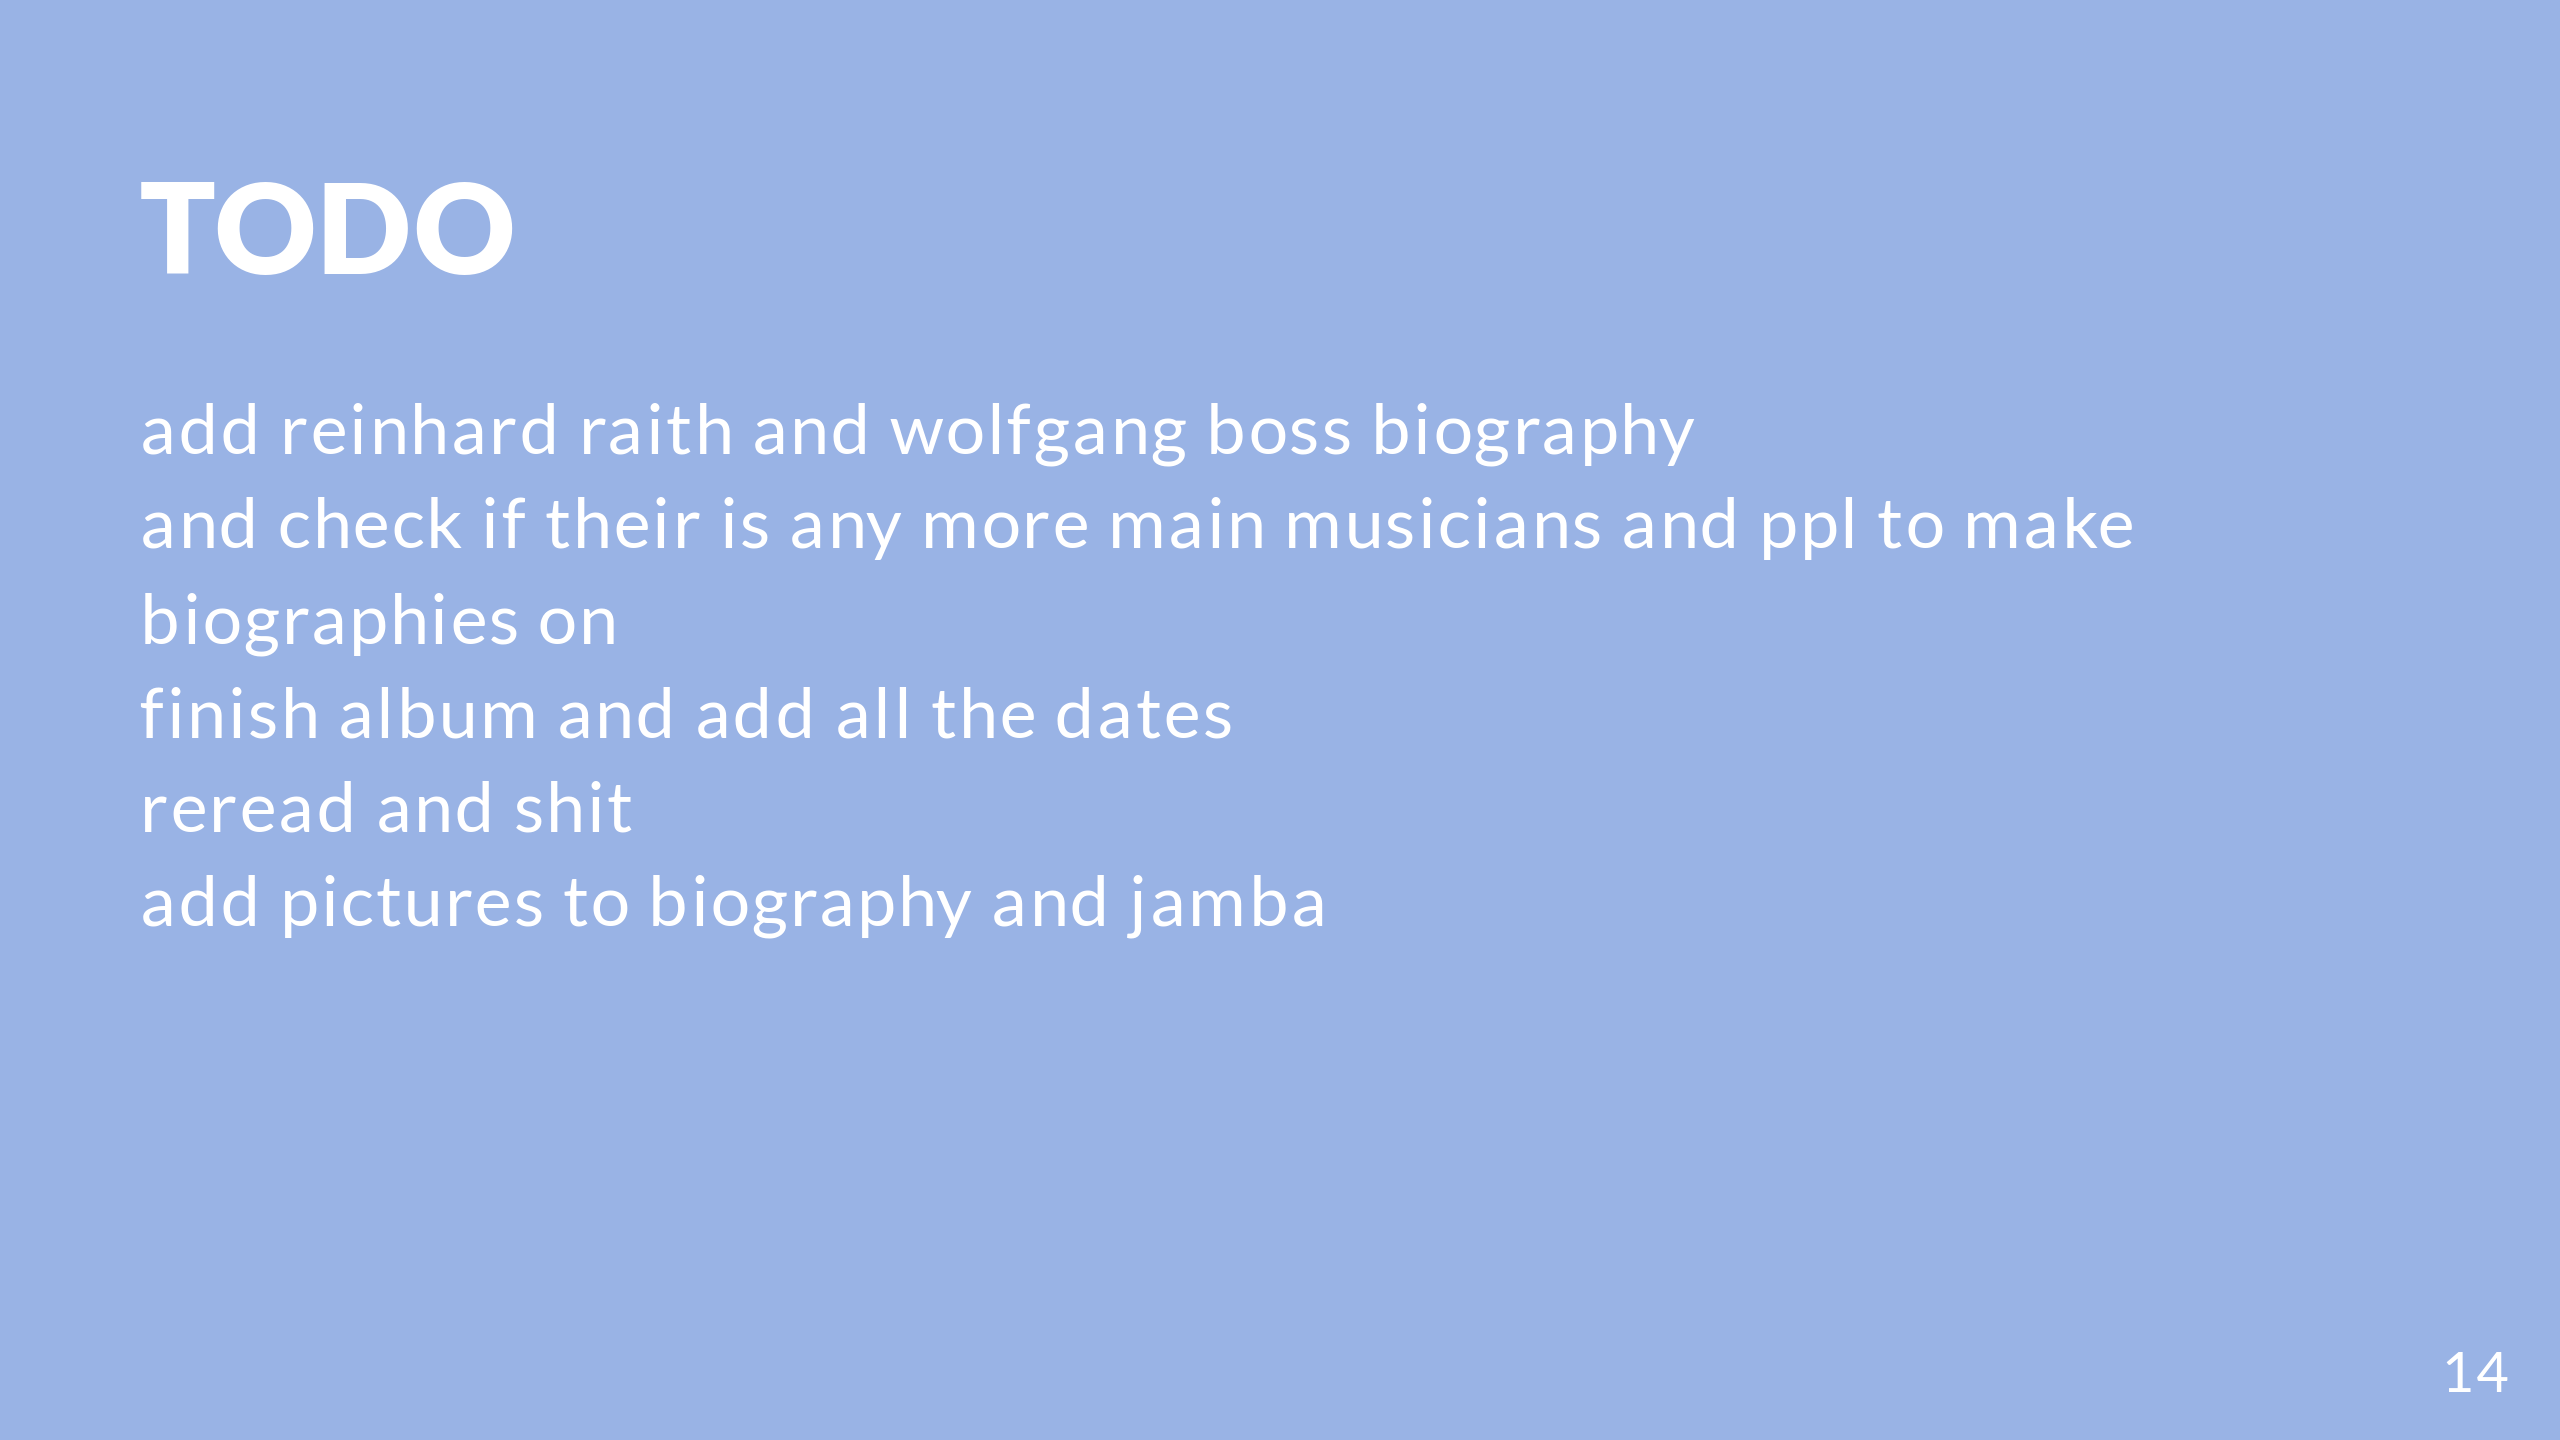 TODO
add reinhard raith and wolfgang boss biography
and check if their is any more main musicians and ppl to make
biographies on
finish album and add all the dates
reread and shit
add pictures to biography and jamba
14